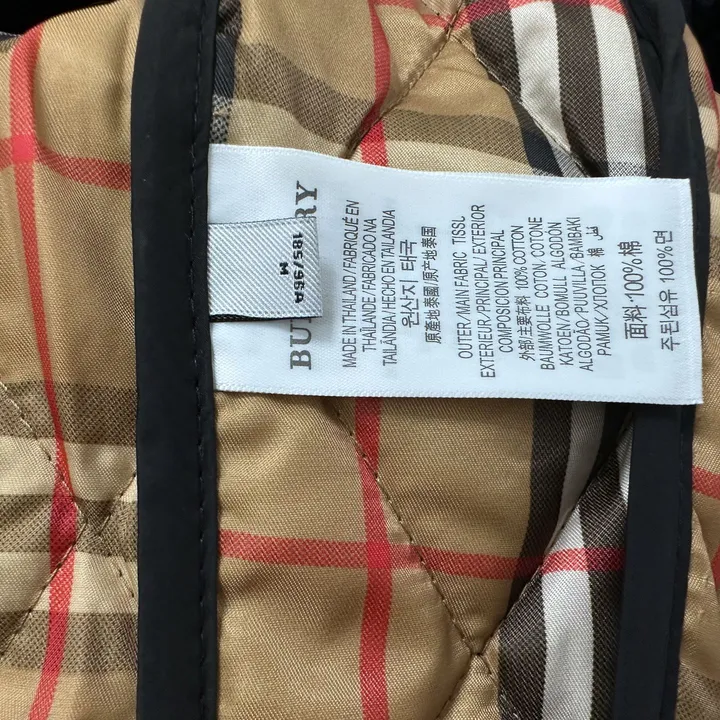 BURBERRY
185/96A
M
MADE IN THAILAND/FABRIQUÉ EN
THAÏLANDE/FABRICADO NA
TAILÂNDIA/HECHO EN TAILANDIA
원산지 태국
原產地泰國/原产地泰国
OUTER/MAIN FABRIC TISSU
EXTERIEUR/PRINCIPAL/ EXTERIOR
COMPOSICIÓN PRINCIPAL
外部/主要布料 100% COTTON
BAUMWOLLE COTON COTONE
KATOEN/BOMULL ALGODON
ALGODÃO/PUUVILLA/BAMBAKI
PAMUK/ХЛОПОК 棉
面料 100%棉
주된섬유 100%면